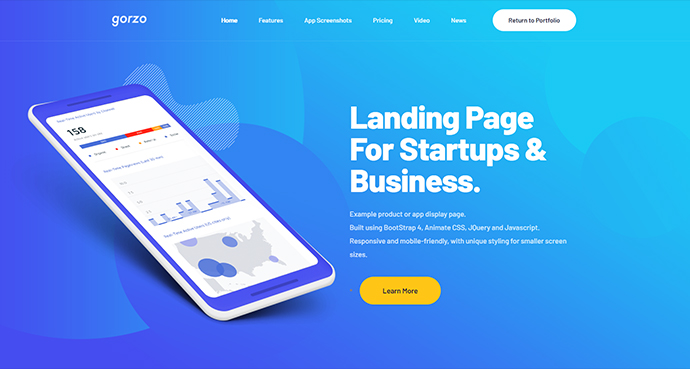 gorzo
Home Features App Screenshots Pricing Video News
Return to Portfolio
158
Landing Page
For Startups &
Business.
Example product or app display page.
Built using BootStrap 4, Animate CSS, JQuery and Javascript.
Responsive and mobile-friendly, with unique styling for smaller screen
sizes.
Learn More